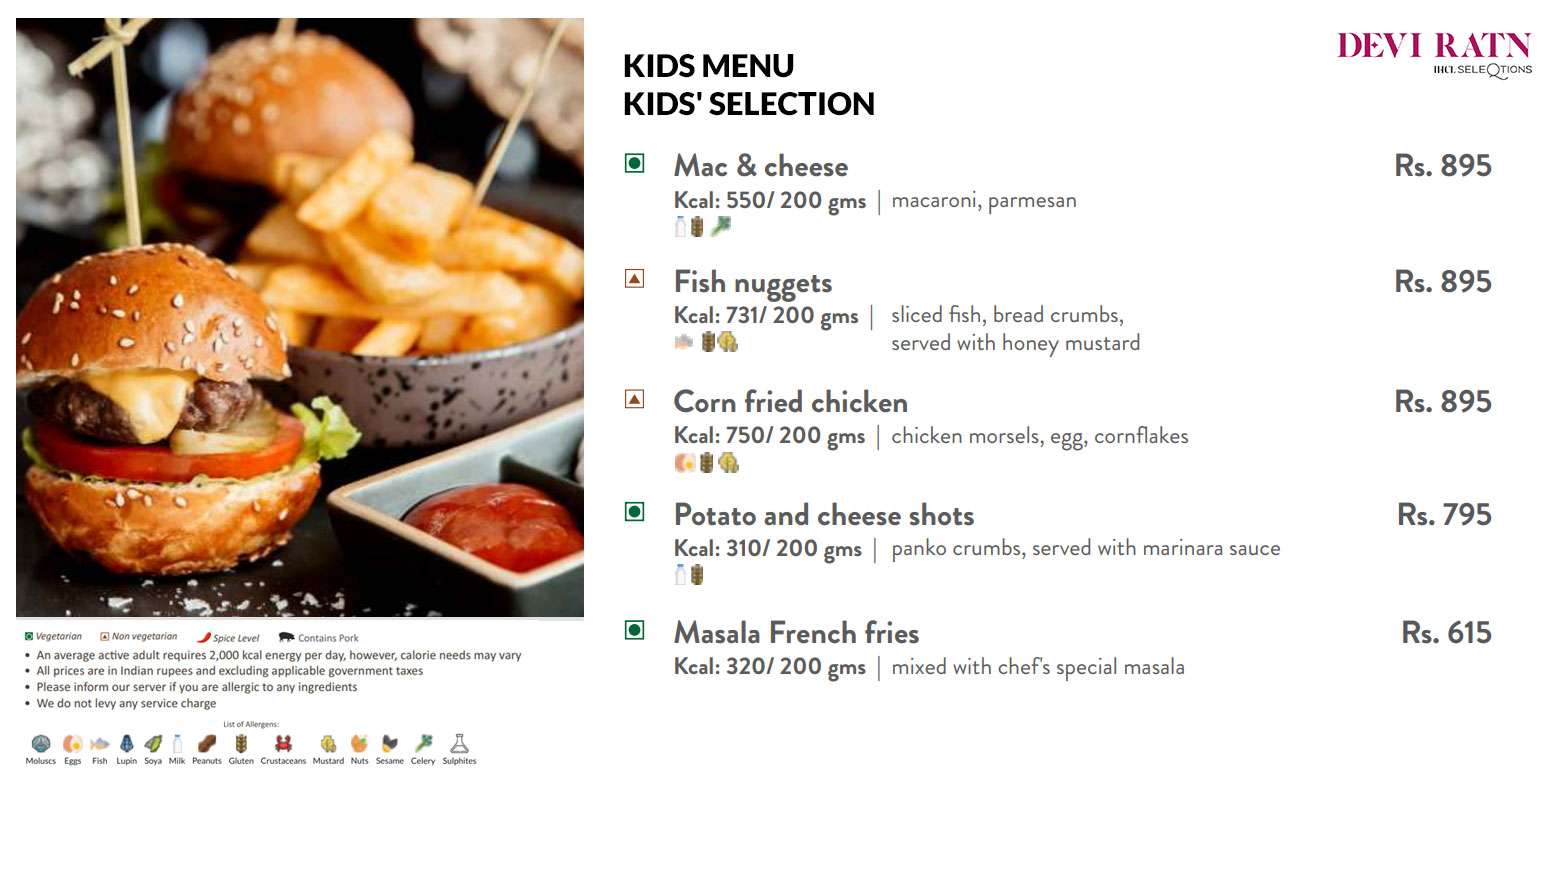 DEVI RATN
IHCL SELEQTIONS
KIDS MENU
KIDS' SELECTION
Mac & cheese Rs. 895
Kcal: 550/ 200 gms | macaroni, parmesan
Fish nuggets Rs. 895
Kcal: 731/ 200 gms | sliced fish, bread crumbs,
served with honey mustard
Corn fried chicken Rs. 895
Kcal: 750/ 200 gms | chicken morsels, egg, cornflakes
Potato and cheese shots Rs. 795
Kcal: 310/ 200 gms | panko crumbs, served with marinara sauce
Masala French fries Rs. 615
Kcal: 320/ 200 gms | mixed with chef's special masala
Vegetarian Non vegetarian Spice Level Contains Pork
• An average active adult requires 2,000 kcal energy per day, however, calorie needs may vary
• All prices are in Indian rupees and excluding applicable government taxes
• Please inform our server if you are allergic to any ingredients
• We do not levy any service charge
List of Allergens:
Moluscs Eggs Fish Lupin Soya Milk Peanuts Gluten Crustaceans Mustard Nuts Sesame Celery Sulphites